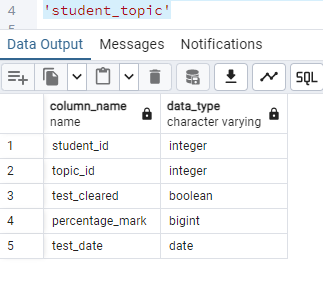 4 'student_topic'
Data Output Messages Notifications
SQL
column_name data_type
name character varying
1 student_id integer
2 topic_id integer
3 test_cleared boolean
4 percentage_mark bigint
5 test_date date